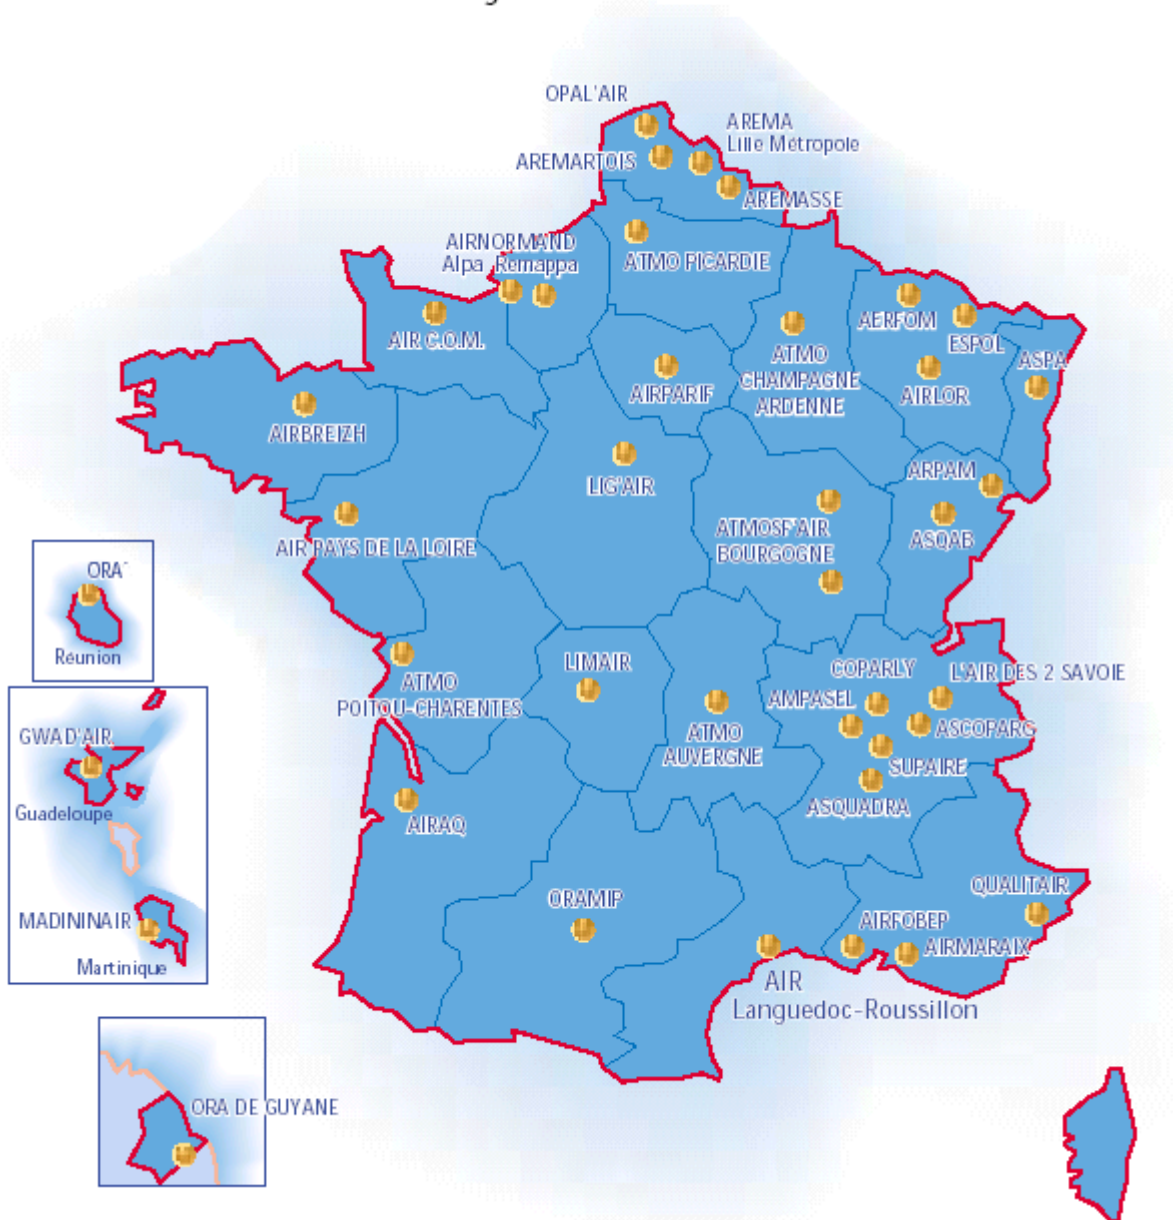 OPAL'AIR
AREMA
Lille Métropole
AREMARTOIS
AREMASSE
AIRNORMAND
Alpa Remappa
ATMO PICARDIE
AIR C.O.M.
AERFOM
ESPOL
ASPA
ATMO
CHAMPAGNE
ARDENNE
AIRPARIF
AIRLOR
AIRBREIZH
LIG'AIR
ARPAM
ATMOSF'AIR
BOURGOGNE
ASQAB
AIR PAYS DE LA LOIRE
ORA
Réunion
LIMAIR
COPARLY
L'AIR DES 2 SAVOIE
ATMO
POITOU-CHARENTES
AMPASEL
ASCOPARG
ATMO
AUVERGNE
SUPAIRE
GWAD'AIR
Guadeloupe
ASQUADRA
AIRAQ
QUALITAIR
ORAMIP
MADININAIR
AIRFOBEP
AIRMARAIX
Martinique
AIR
Languedoc-Roussillon
ORA DE GUYANE